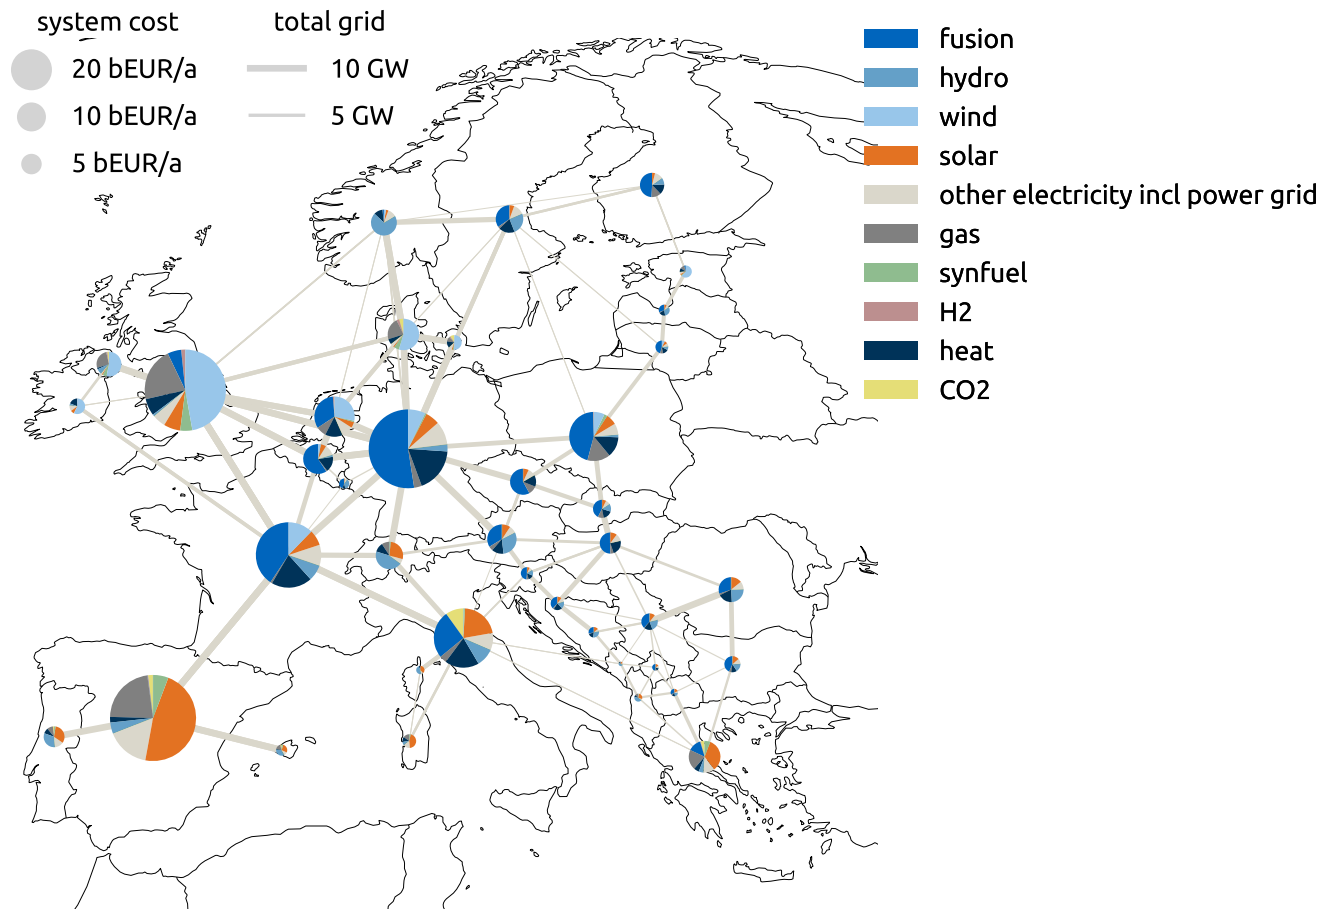 system cost
20 bEUR/a
10 bEUR/a
5 bEUR/a
total grid
10 GW
5 GW
fusion
hydro
wind
solar
other electricity incl power grid
gas
synfuel
H2
heat
CO2